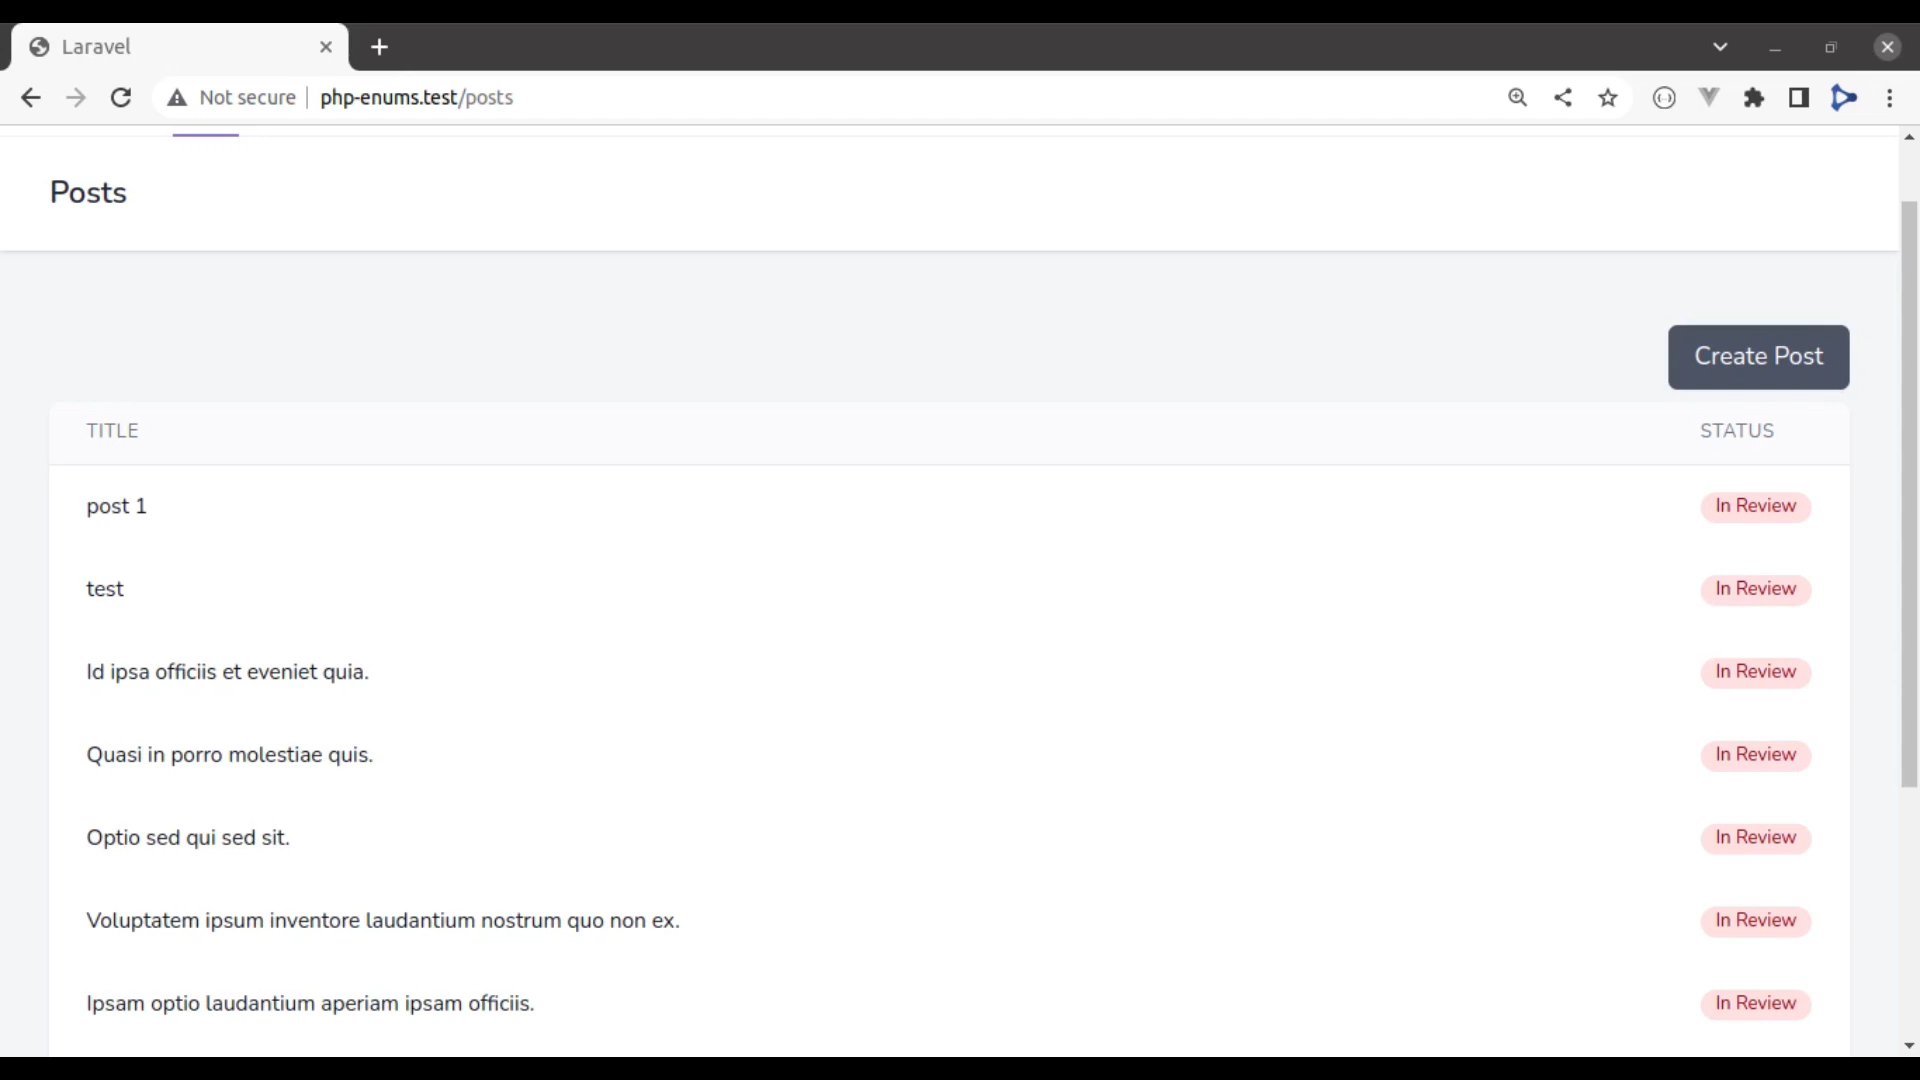 Laravel
Not secure php-enums.test/posts
Posts
Create Post
TITLE STATUS
post 1 In Review
test In Review
Id ipsa officiis et eveniet quia. In Review
Quasi in porro molestiae quis. In Review
Optio sed qui sed sit. In Review
Voluptatem ipsum inventore laudantium nostrum quo non ex. In Review
Ipsam optio laudantium aperiam ipsam officiis. In Review